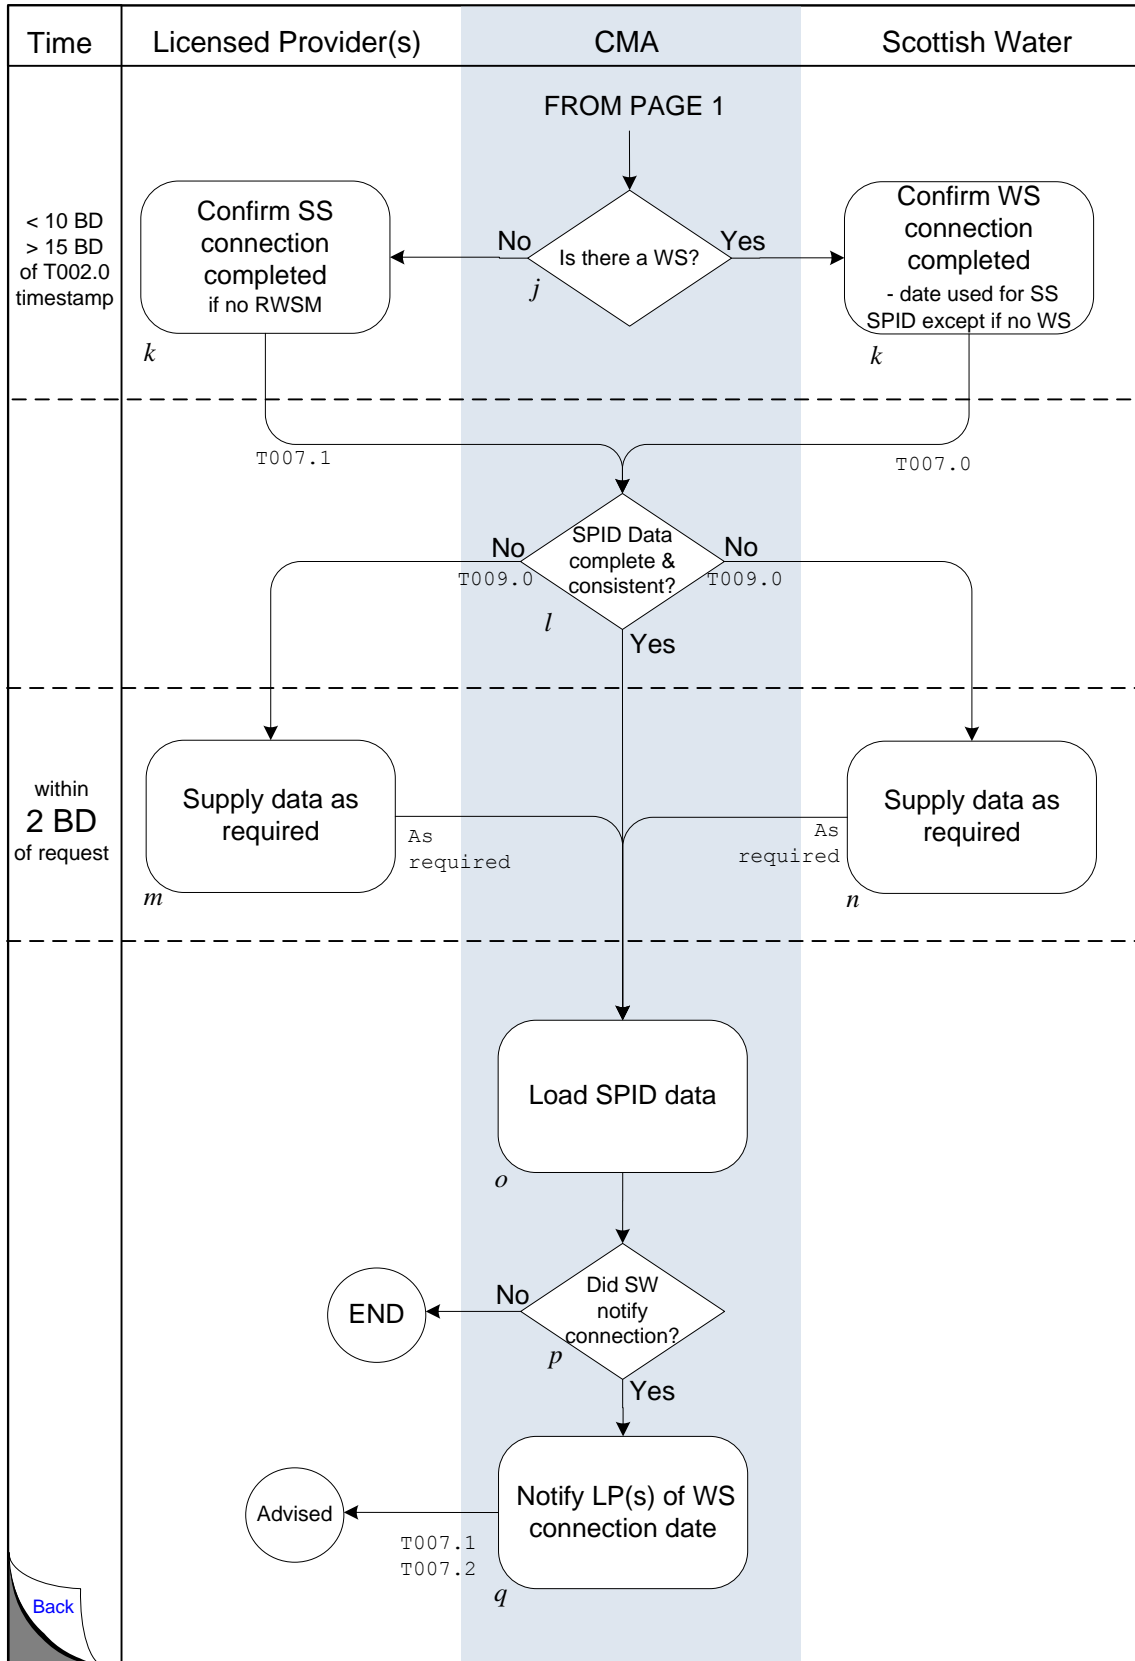 Time
Licensed Provider(s)
CMA
Scottish Water
FROM PAGE 1
< 10 BD
> 15 BD
of T002.0
timestamp
Confirm SS
connection
completed
if no RWSM
k
No
Is there a WS?
Yes
j
Confirm WS
connection
completed
- date used for SS
SPID except if no WS
k
T007.1
T007.0
No
T009.0
SPID Data
complete &
consistent?
No
T009.0
l
Yes
within
2 BD
of request
Supply data as
required
m
As
required
As
required
Supply data as
required
n
Load SPID data
o
END
No
Did SW
notify
connection?
p
Yes
Advised
Notify LP(s) of WS
connection date
T007.1
T007.2
q
Back